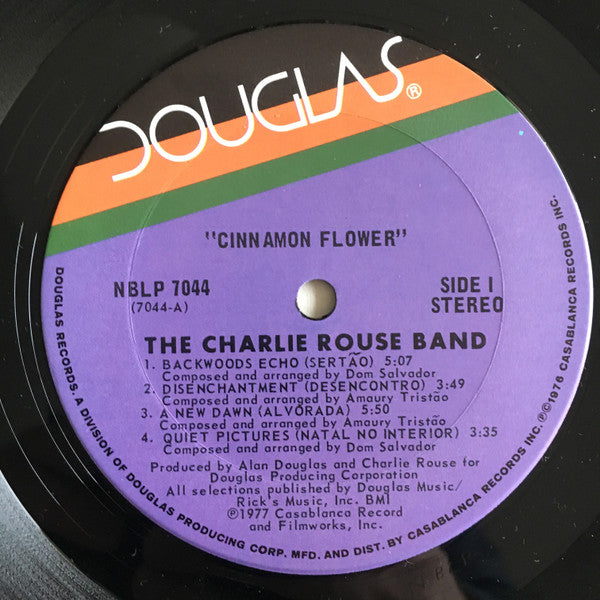 DOUGLAS®
"CINNAMON FLOWER"
NBLP 7044
(7044-A)
SIDE I
STEREO
THE CHARLIE ROUSE BAND
1. BACKWOODS ECHO (SERTÃO) 5:07
Composed and arranged by Dom Salvador
2. DISENCHANTMENT (DESENCONTRO) 3:49
Composed and arranged by Amaury Tristão
3. A NEW DAWN (ALVORADA) 5:50
Composed and arranged by Amaury Tristão
4. QUIET PICTURES (NATAL NO INTERIOR) 3:35
Composed and arranged by Dom Salvador
Produced by Alan Douglas and Charlie Rouse for
Douglas Producing Corporation
All selections published by Douglas Music/
Rick's Music, Inc. BMI
℗1977 Casablanca Record
and Filmworks, Inc.
DOUGLAS RECORDS. A DIVISION OF DOUGLAS PRODUCING CORP. MFD. AND DIST. BY CASABLANCA RECORDS INC. ℗©1976 CASABLANCA RECORDS INC.